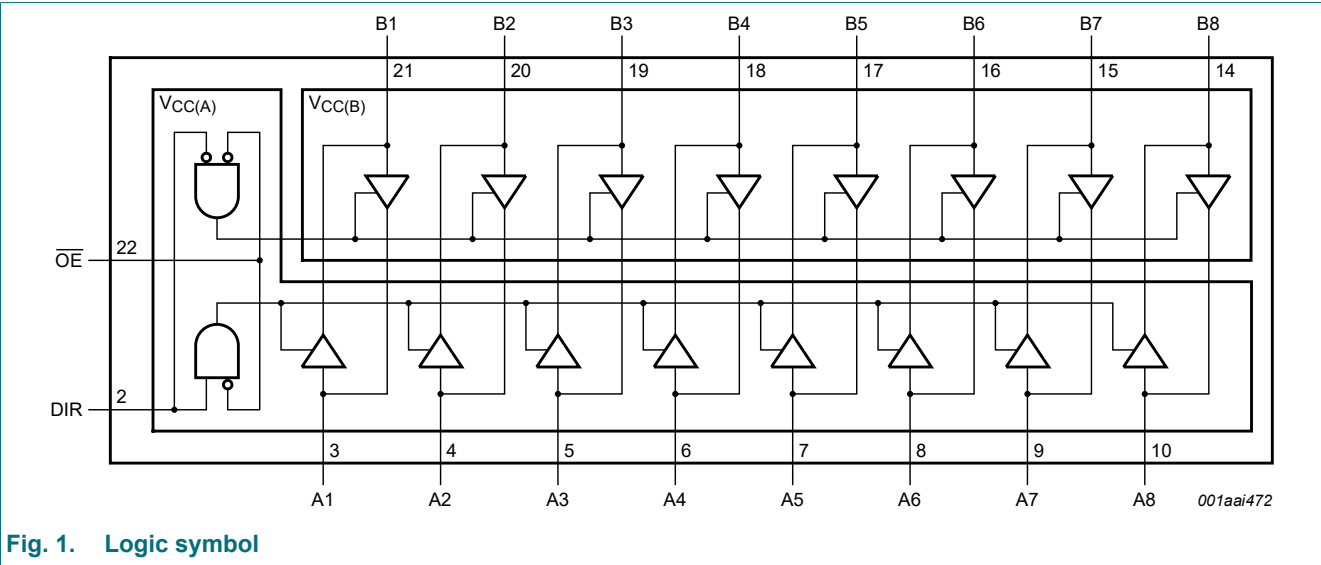 B1 B2 B3 B4 B5 B6 B7 B8
21 20 19 18 17 16 15 14
VCC(A) VCC(B)
OE 22
DIR 2
3 4 5 6 7 8 9 10
A1 A2 A3 A4 A5 A6 A7 A8 001aai472
Fig. 1. Logic symbol